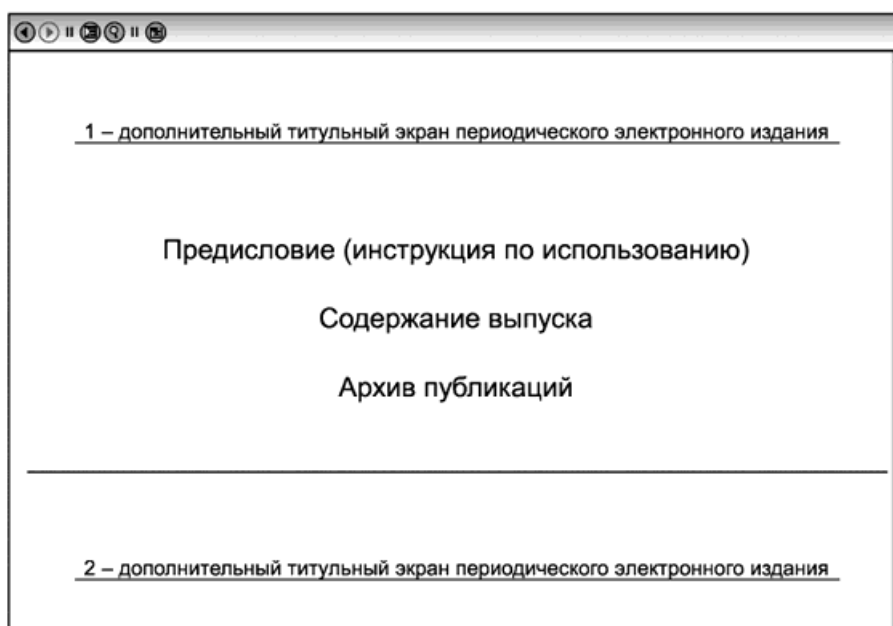 1 – дополнительный титульный экран периодического электронного издания
Предисловие (инструкция по использованию)
Содержание выпуска
Архив публикаций
2 – дополнительный титульный экран периодического электронного издания